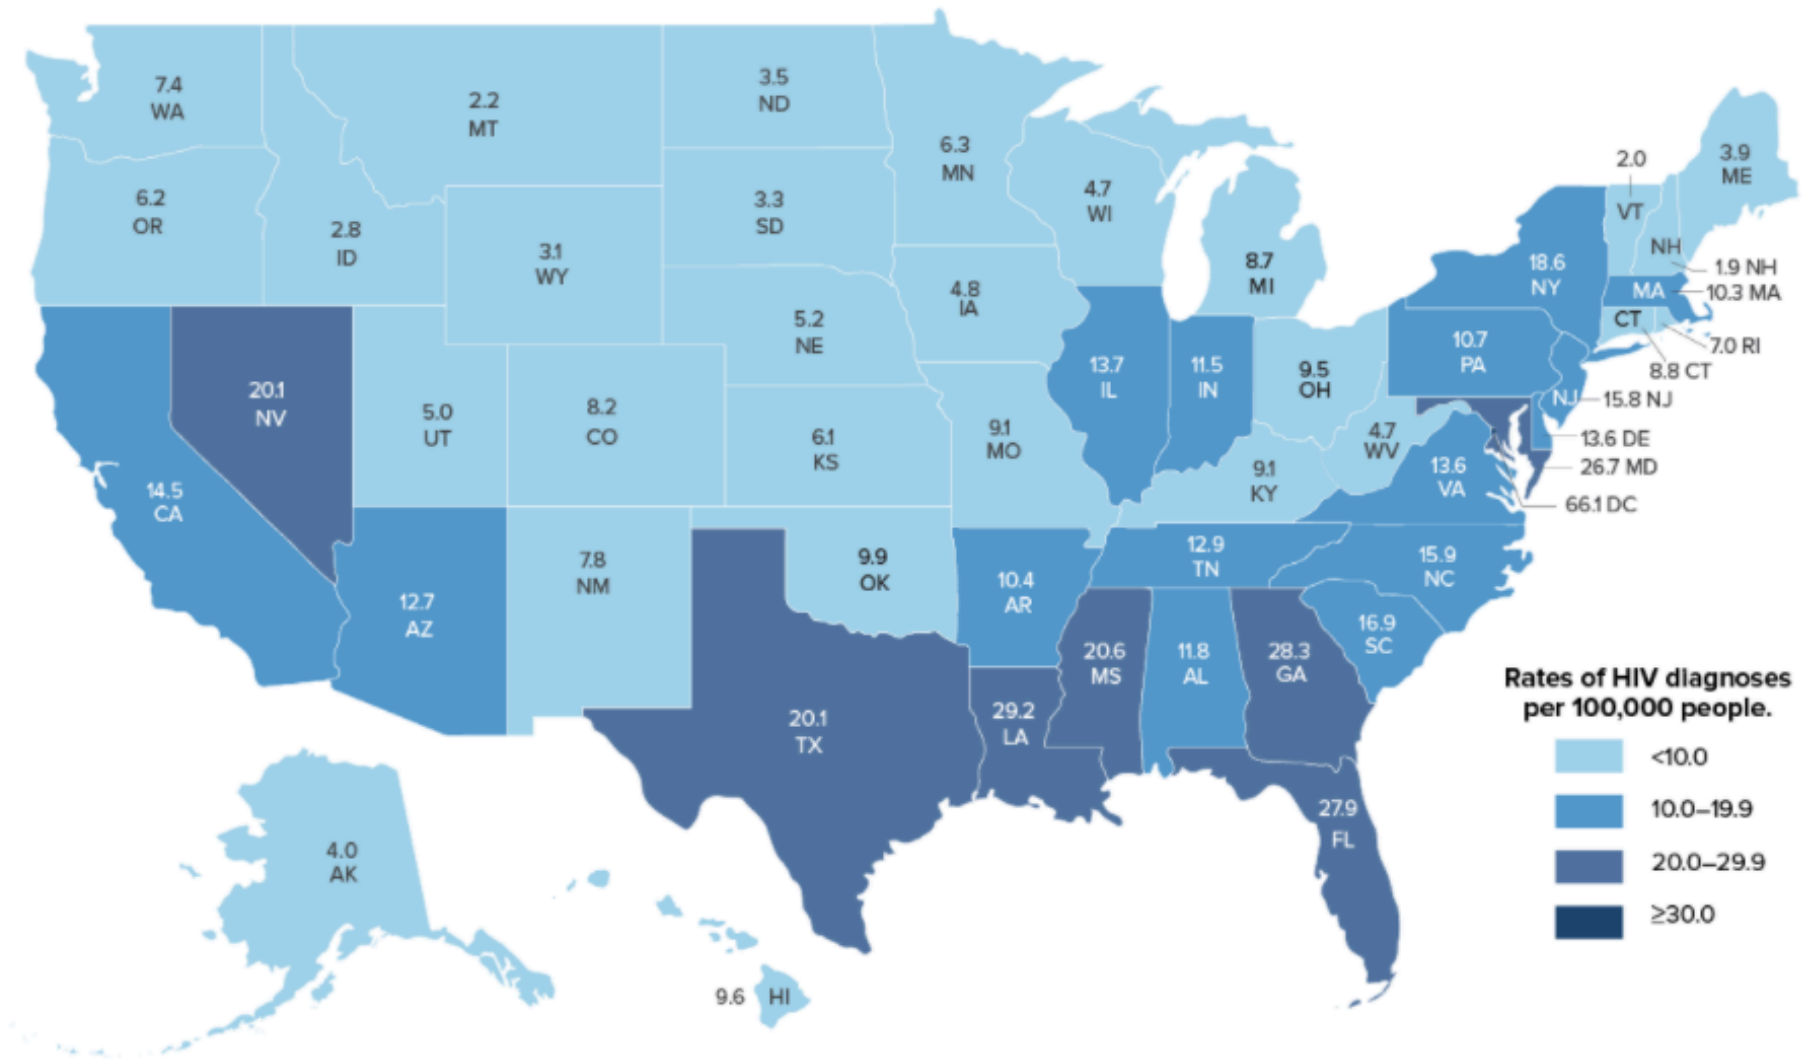 7.4
WA
2.2
MT
3.5
ND
6.3
MN
4.7
WI
8.7
MI
2.0
VT
3.9
ME
NH
1.9 NH
MA
10.3 MA
CT
7.0 RI
8.8 CT
18.6
NY
6.2
OR
2.8
ID
3.1
WY
3.3
SD
4.8
IA
5.2
NE
10.7
PA
NJ
15.8 NJ
13.6 DE
26.7 MD
66.1 DC
20.1
NV
5.0
UT
8.2
CO
6.1
KS
9.1
MO
13.7
IL
11.5
IN
9.5
OH
4.7
WV
13.6
VA
9.1
KY
14.5
CA
12.7
AZ
7.8
NM
9.9
OK
10.4
AR
12.9
TN
15.9
NC
16.9
SC
20.1
TX
29.2
LA
20.6
MS
11.8
AL
28.3
GA
27.9
FL
4.0
AK
9.6
HI
Rates of HIV diagnoses
per 100,000 people.
<10.0
10.0–19.9
20.0–29.9
≥30.0